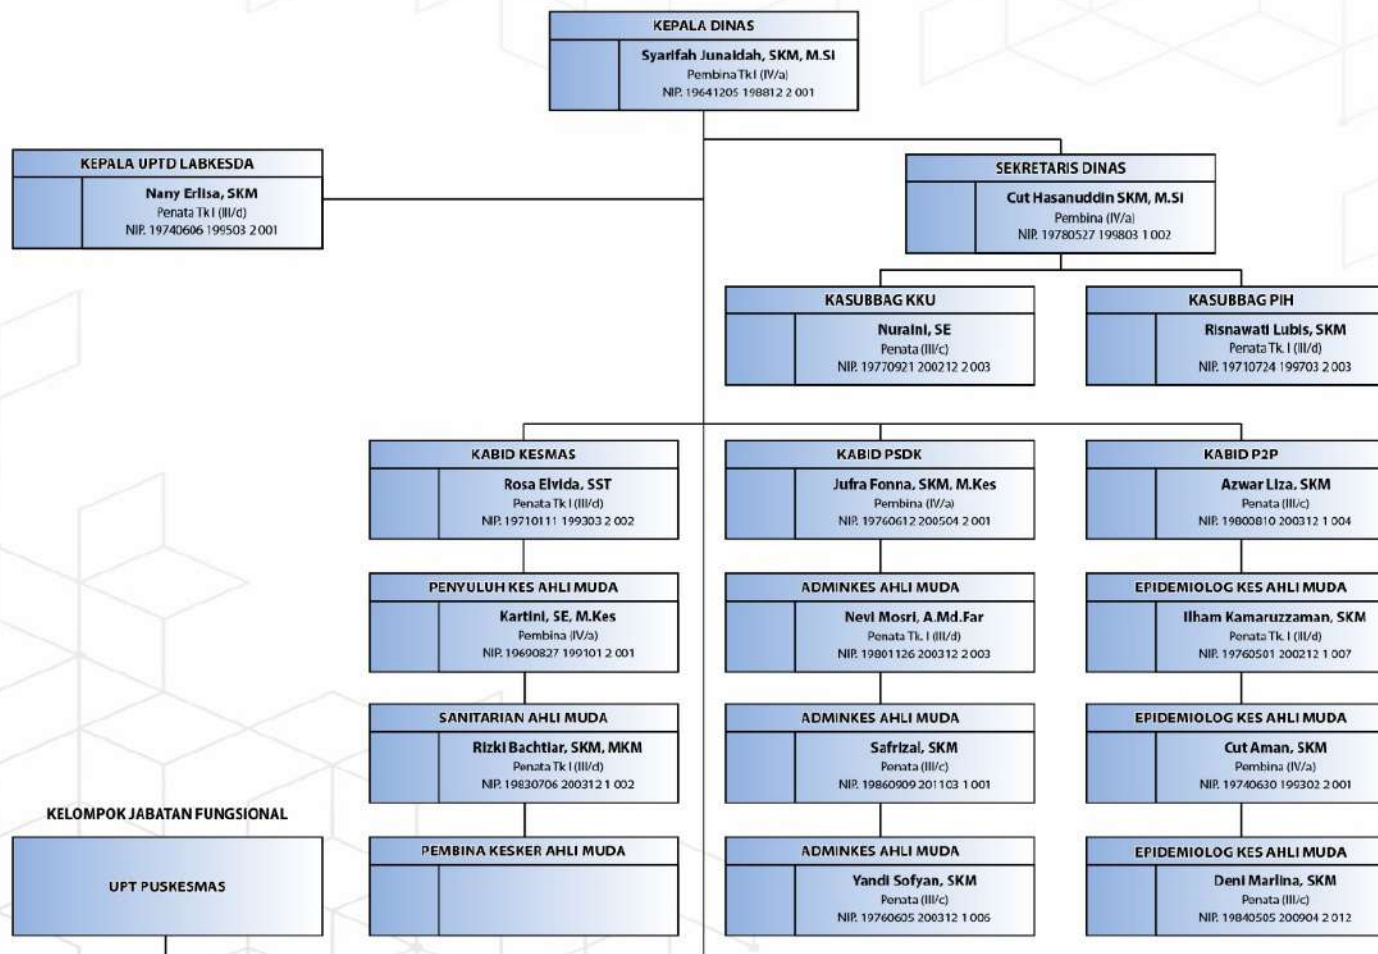 KEPALA DINAS
Syarifah Junaidah, SKM, M.SI
Pembina Tk I (IV/a)
NIP. 19641205 198812 2 001
KEPALA UPTD LABKESDA
Nany Erlisa, SKM
Penata Tk I (III/d)
NIP. 19740606 199503 2 001
SEKRETARIS DINAS
Cut Hasanuddin SKM, M.SI
Pembina (IV/a)
NIP. 19780527 199803 1 002
KASUBBAG KKU
Nuraini, SE
Penata (III/c)
NIP. 19770921 200212 2 003
KASUBBAG PIH
Risnawati Lubis, SKM
Penata Tk. I (III/d)
NIP. 19710724 199703 2 003
KABID KESMAS
Rosa Elvida, SST
Penata Tk I (III/d)
NIP. 19710111 199303 2 002
KABID PSDK
Jufra Fonna, SKM, M.Kes
Pembina (IV/a)
NIP. 19760612 200504 2 001
KABID P2P
Azwar Liza, SKM
Penata (III/c)
NIP. 19800810 200312 1 004
PENYULUH KES AHLI MUDA
Kartini, SE, M.Kes
Pembina (IV/a)
NIP. 19690827 199101 2 001
ADMINKES AHLI MUDA
Nevi Mosri, A.Md.Far
Penata Tk. I (III/d)
NIP. 19801126 200312 2 003
EPIDEMIOLOG KES AHLI MUDA
Ilham Kamaruzzaman, SKM
Penata Tk. I (III/d)
NIP. 19760501 200212 1 007
SANITARIAN AHLI MUDA
Rizki Bachtiar, SKM, MKM
Penata Tk I (III/d)
NIP. 19830706 200312 1 002
ADMINKES AHLI MUDA
Safrizal, SKM
Penata (III/c)
NIP. 19860909 201103 1 001
EPIDEMIOLOG KES AHLI MUDA
Cut Aman, SKM
Pembina (IV/a)
NIP. 19740630 199302 2 001
KELOMPOK JABATAN FUNGSIONAL
UPT PUSKESMAS
PEMBINA KESKER AHLI MUDA
ADMINKES AHLI MUDA
Yandi Sofyan, SKM
Penata (III/c)
NIP. 19760605 200312 1 006
EPIDEMIOLOG KES AHLI MUDA
Deni Marlina, SKM
Penata (III/c)
NIP. 19840505 200904 2 012